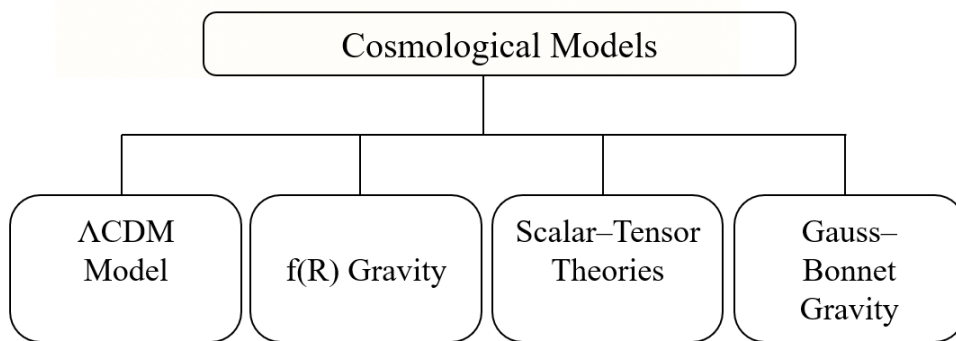 Cosmological Models
ΛCDM
Model
f(R) Gravity
Scalar–Tensor
Theories
Gauss–
Bonnet
Gravity